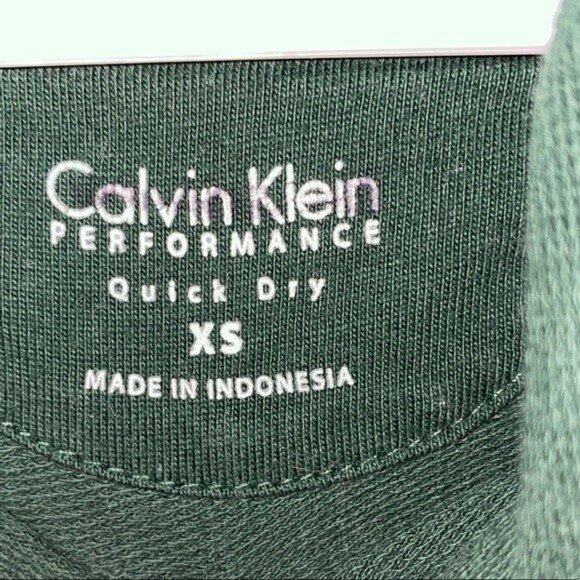 Calvin Klein
PERFORMANCE
Quick Dry
XS
MADE IN INDONESIA